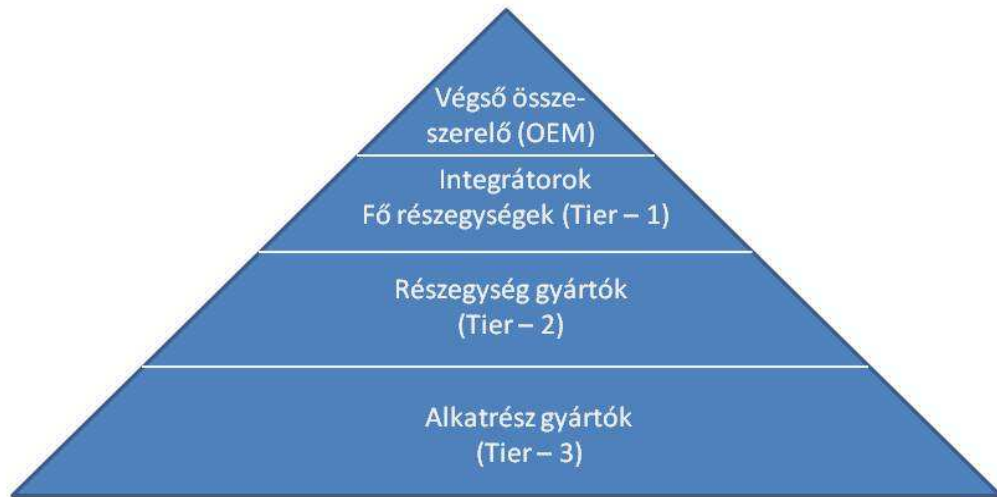 Végső össze-
szerelő (OEM)
Integrátorok
Fő részegységek (Tier – 1)
Részegység gyártók
(Tier – 2)
Alkatrész gyártók
(Tier – 3)